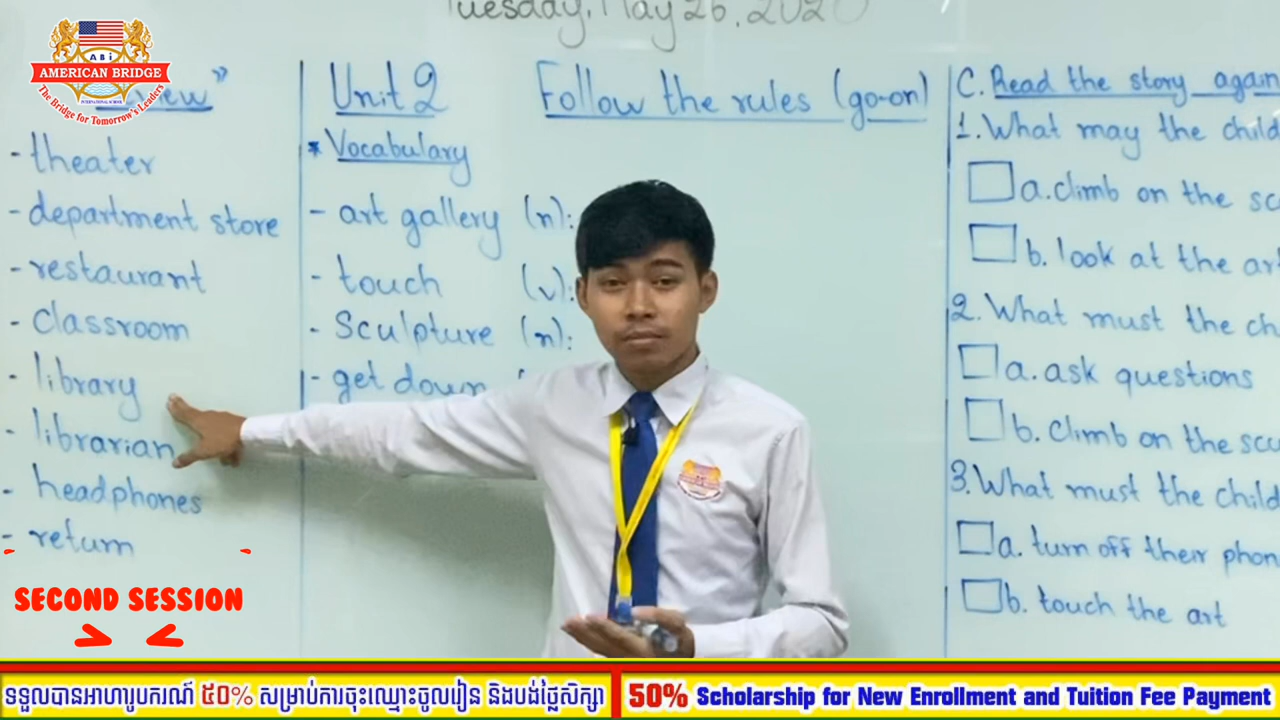 Tuesday, May 26, 2020
ABi
AMERICAN BRIDGE
INTERNATIONAL SCHOOL
The Bridge for Tomorrow's Leaders
- theater
- department store
- restaurant
- classroom
- library
- librarian
- headphones
- return
Unit 2 Follow the rules (go-on)
* Vocabulary
- art gallery (n):
- touch (v):
- Sculpture (n):
- get down
C. Read the story again
1. What may the child
a. climb on the scu
b. look at the ar
2. What must the ch
a. ask questions
b. climb on the scu
3. What must the child
a. turn off their phon
b. touch the art
SECOND SESSION
ទទួលបានអាហារូបករណ៍ ៥០% សម្រាប់ការចុះឈ្មោះចូលរៀន និងបង់ថ្លៃសិក្សា
50% Scholarship for New Enrollment and Tuition Fee Payment